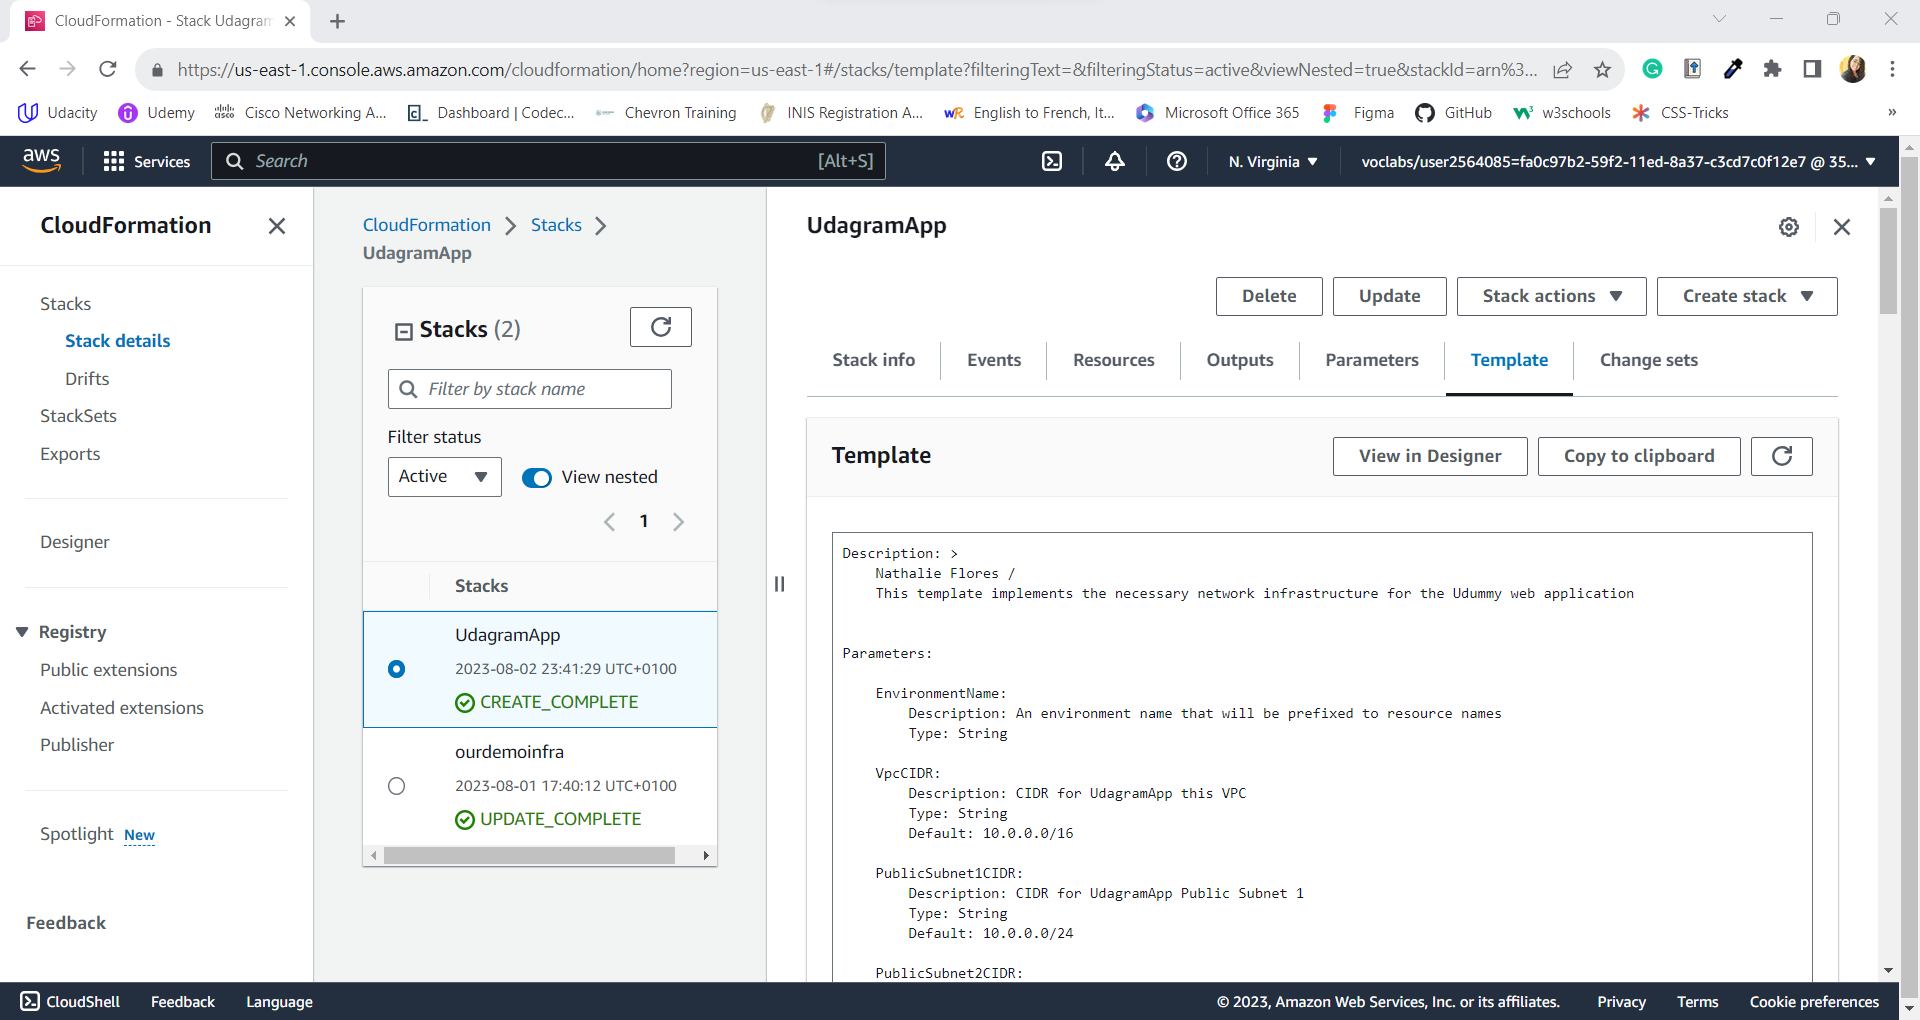 CloudFormation - Stack Udagram
https://us-east-1.console.aws.amazon.com/cloudformation/home?region=us-east-1#/stacks/template?filteringText=&filteringStatus=active&viewNested=true&stackId=arn%3...
Udacity
Udemy
Cisco Networking A...
Dashboard | Codec...
Chevron Training
INIS Registration A...
English to French, It...
Microsoft Office 365
Figma
GitHub
w3schools
CSS-Tricks
»
aws
Services
Search
[Alt+S]
N. Virginia
voclabs/user2564085=fa0c97b2-59f2-11ed-8a37-c3cd7c0f12e7 @ 35...
CloudFormation
Stacks
Stack details
Drifts
StackSets
Exports
Designer
Registry
Public extensions
Activated extensions
Publisher
Spotlight New
Feedback
CloudFormation > Stacks >
UdagramApp
Stacks (2)
Filter by stack name
Filter status
Active
View nested
1
Stacks
UdagramApp
2023-08-02 23:41:29 UTC+0100
CREATE_COMPLETE
ourdemoinfra
2023-08-01 17:40:12 UTC+0100
UPDATE_COMPLETE
UdagramApp
Delete
Update
Stack actions
Create stack
Stack info
Events
Resources
Outputs
Parameters
Template
Change sets
Template
View in Designer
Copy to clipboard
Description: >
Nathalie Flores /
This template implements the necessary network infrastructure for the Udummy web application
Parameters:
EnvironmentName:
Description: An environment name that will be prefixed to resource names
Type: String
VpcCIDR:
Description: CIDR for UdagramApp this VPC
Type: String
Default: 10.0.0.0/16
PublicSubnet1CIDR:
Description: CIDR for UdagramApp Public Subnet 1
Type: String
Default: 10.0.0.0/24
PublicSubnet2CIDR:
CloudShell
Feedback
Language
© 2023, Amazon Web Services, Inc. or its affiliates.
Privacy
Terms
Cookie preferences